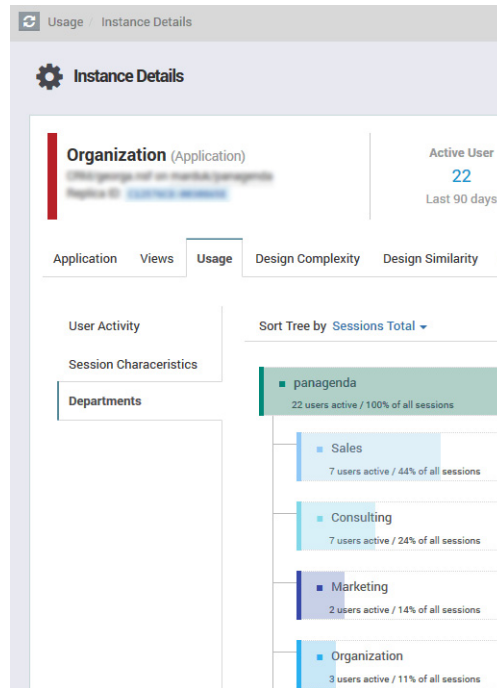 Usage / Instance Details
Instance Details
Organization (Application)
Active User
22
Last 90 days
Replica ID:
Application Views Usage Design Complexity Design Similarity
User Activity
Session Characeristics
Departments
Sort Tree by Sessions Total
panagenda
22 users active / 100% of all sessions
Sales
7 users active / 44% of all sessions
Consulting
7 users active / 24% of all sessions
Marketing
2 users active / 14% of all sessions
Organization
3 users active / 11% of all sessions